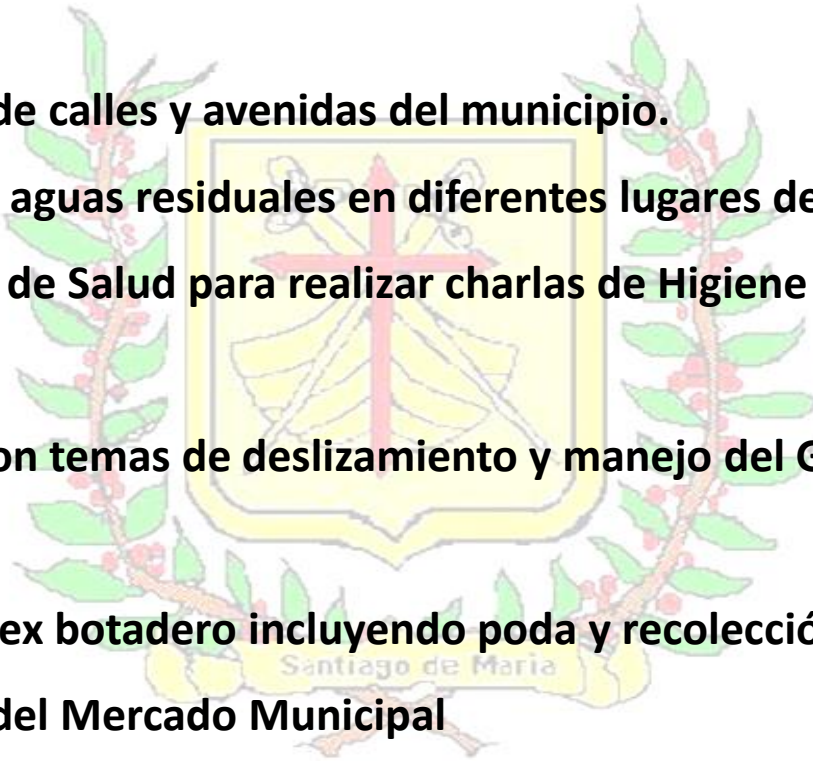 de calles y avenidas del municipio.
aguas residuales en diferentes lugares de
de Salud para realizar charlas de Higiene
on temas de deslizamiento y manejo del G
ex botadero incluyendo poda y recolecció
Santiago de Maria
del Mercado Municipal